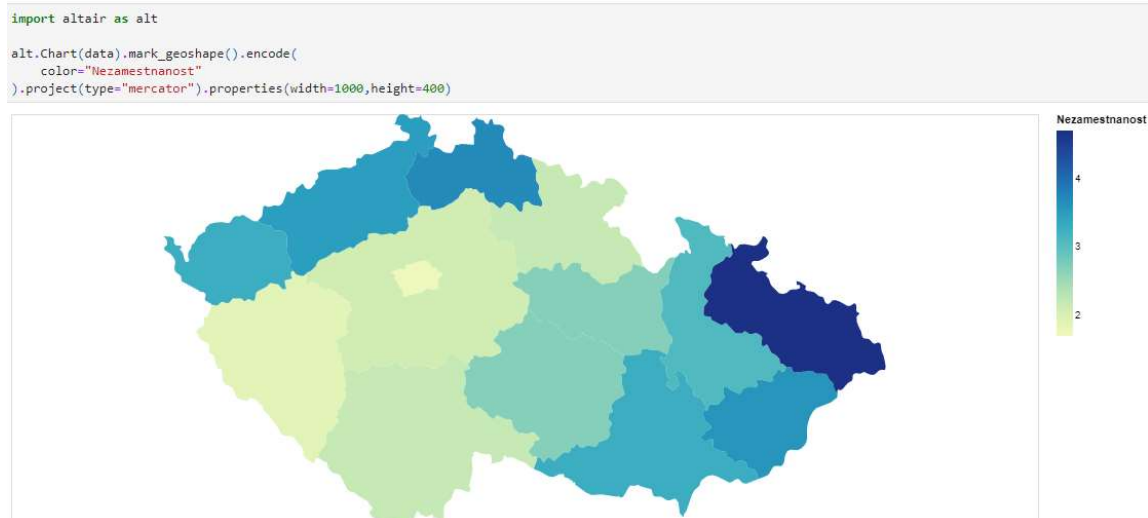 import altair as alt
alt.Chart(data).mark_geoshape().encode(
    color="Nezamestnanost"
).project(type="mercator").properties(width=1000,height=400)
Nezamestnanost
4
3
2